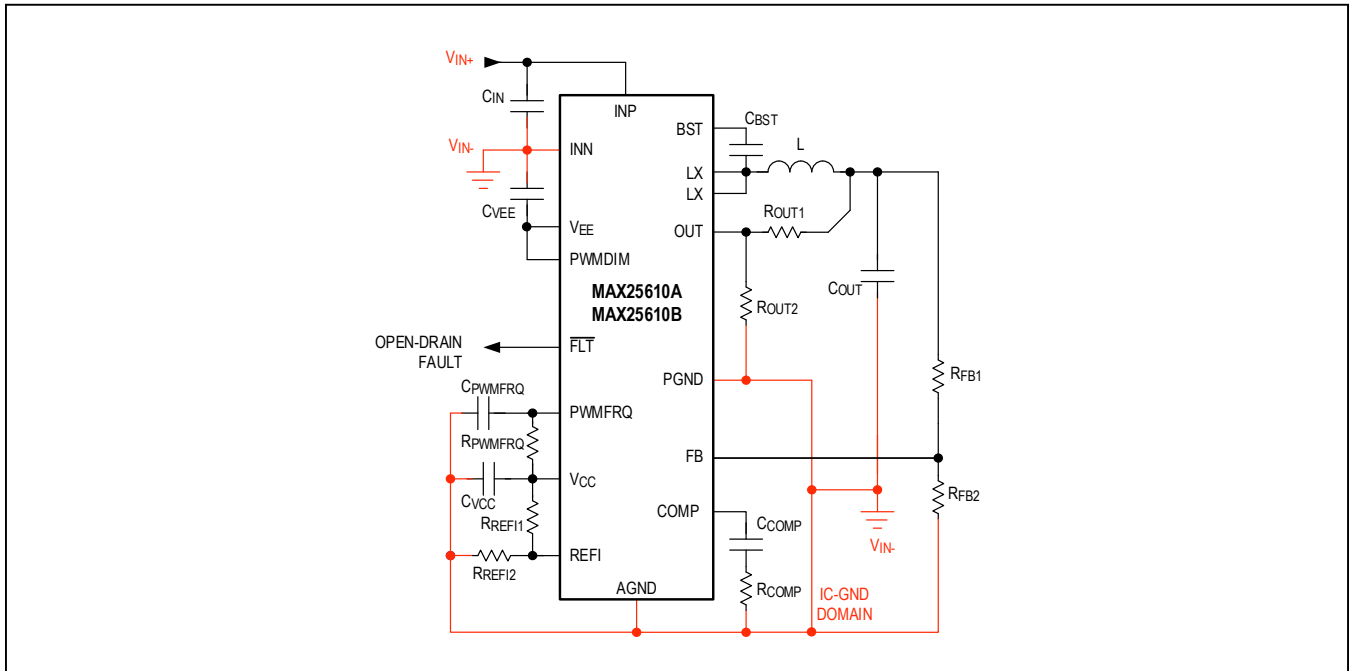 VIN+
CIN
INP
BST
CBST
VIN-
INN
LX
L
LX
CVEE
VEE
OUT
ROUT1
PWMDIM
MAX25610A
MAX25610B
ROUT2
COUT
OPEN-DRAIN
FAULT
FLT
PGND
RFB1
CPWMFRQ
PWMFRQ
RPWMFRQ
FB
CVCC
VCC
RFB2
RREFI1
COMP
CCOMP
VIN-
REFI
RREFI2
AGND
RCOMP
IC-GND
DOMAIN